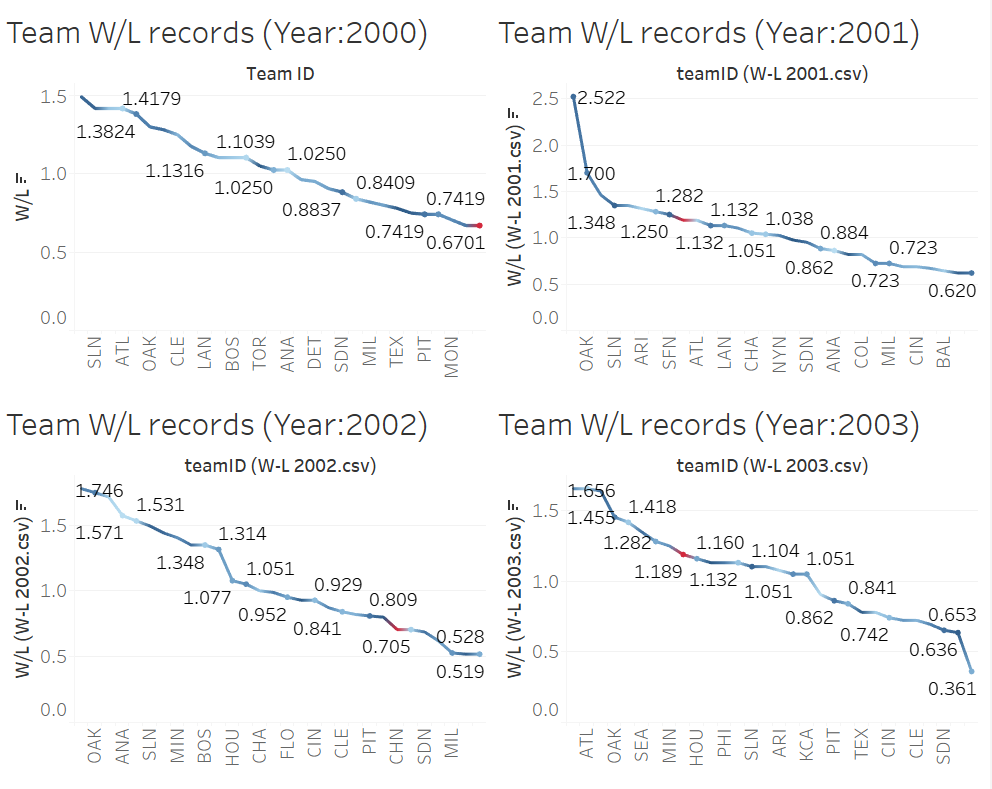 Team W/L records (Year:2000)
Team ID
W/L
1.5
1.0
0.5
0.0
1.4179
1.3824
1.1039
1.1316
1.0250
1.0250
0.8409
0.8837
0.7419
0.7419
0.6701
SLN
ATL
OAK
CLE
LAN
BOS
TOR
ANA
DET
SDN
MIL
TEX
PIT
MON
Team W/L records (Year:2001)
teamID (W-L 2001.csv)
W/L (W-L 2001.csv)
2.5
2.0
1.5
1.0
0.5
0.0
2.522
1.700
1.348
1.282
1.250
1.132
1.132
1.038
1.051
0.884
0.862
0.723
0.723
0.620
OAK
SLN
ARI
SFN
ATL
LAN
CHA
NYN
SDN
ANA
COL
MIL
CIN
BAL
Team W/L records (Year:2002)
teamID (W-L 2002.csv)
W/L (W-L 2002.csv)
1.5
1.0
0.5
0.0
1.746
1.571
1.531
1.348
1.314
1.077
1.051
0.952
0.929
0.841
0.809
0.705
0.528
0.519
OAK
ANA
SLN
MIN
BOS
HOU
CHA
FLO
CIN
CLE
PIT
CHN
SDN
MIL
Team W/L records (Year:2003)
teamID (W-L 2003.csv)
W/L (W-L 2003.csv)
1.5
1.0
0.5
0.0
1.656
1.455
1.418
1.282
1.189
1.160
1.132
1.104
1.051
1.051
0.862
0.841
0.742
0.653
0.636
0.361
ATL
OAK
SEA
MIN
HOU
PHI
SLN
ARI
KCA
PIT
TEX
CIN
CLE
SDN